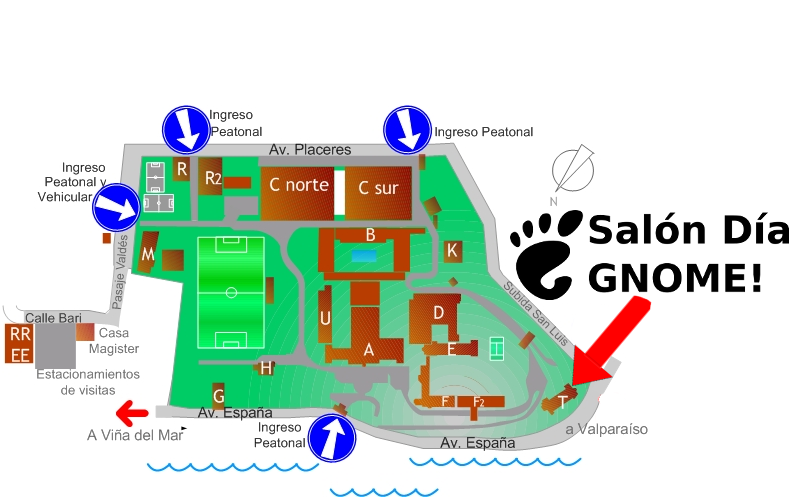 Ingreso
Peatonal
Ingreso Peatonal
Av. Placeres
Ingreso
Peatonal y
Vehicular
R
R2
C norte
C sur
N
Salón Día
GNOME!
B
K
M
Pasaje Valdés
Subida San Luis
U
D
A
E
Calle Bari
RR
EE
Casa
Magister
Estacionamientos
de visitas
H
G
F
F2
T
Av. España
A Viña del Mar
Ingreso
Peatonal
Av. España
a Valparaíso